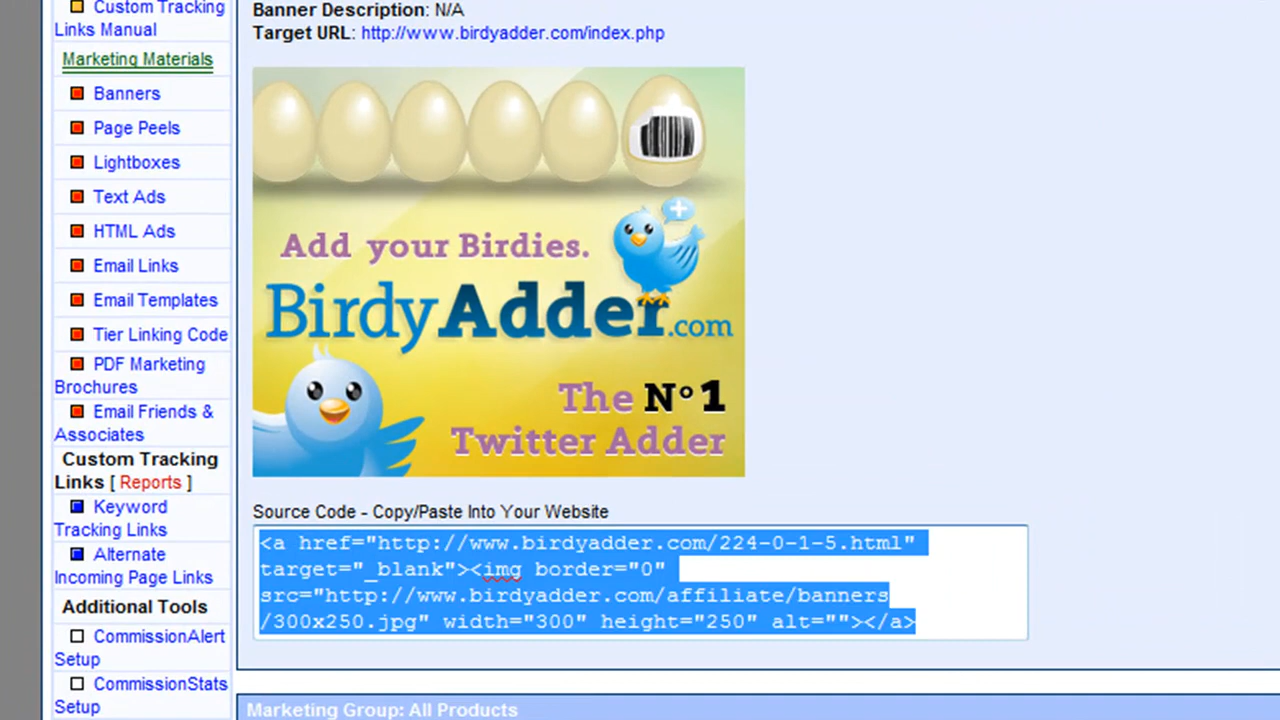 Custom Tracking
Links Manual
Marketing Materials
Banners
Page Peels
Lightboxes
Text Ads
HTML Ads
Email Links
Email Templates
Tier Linking Code
PDF Marketing
Brochures
Email Friends &
Associates
Custom Tracking
Links [ Reports ]
Keyword
Tracking Links
Alternate
Incoming Page Links
Additional Tools
CommissionAlert
Setup
CommissionStats
Setup
Banner Description: N/A
Target URL: http://www.birdyadder.com/index.php
Add your Birdies.
BirdyAdder.com
The Nº1
Twitter Adder
Source Code - Copy/Paste Into Your Website
<a href="http://www.birdyadder.com/224-0-1-5.html"
target="_blank"><img border="0"
src="http://www.birdyadder.com/affiliate/banners
/300x250.jpg" width="300" height="250" alt=""></a>
Marketing Group: All Products